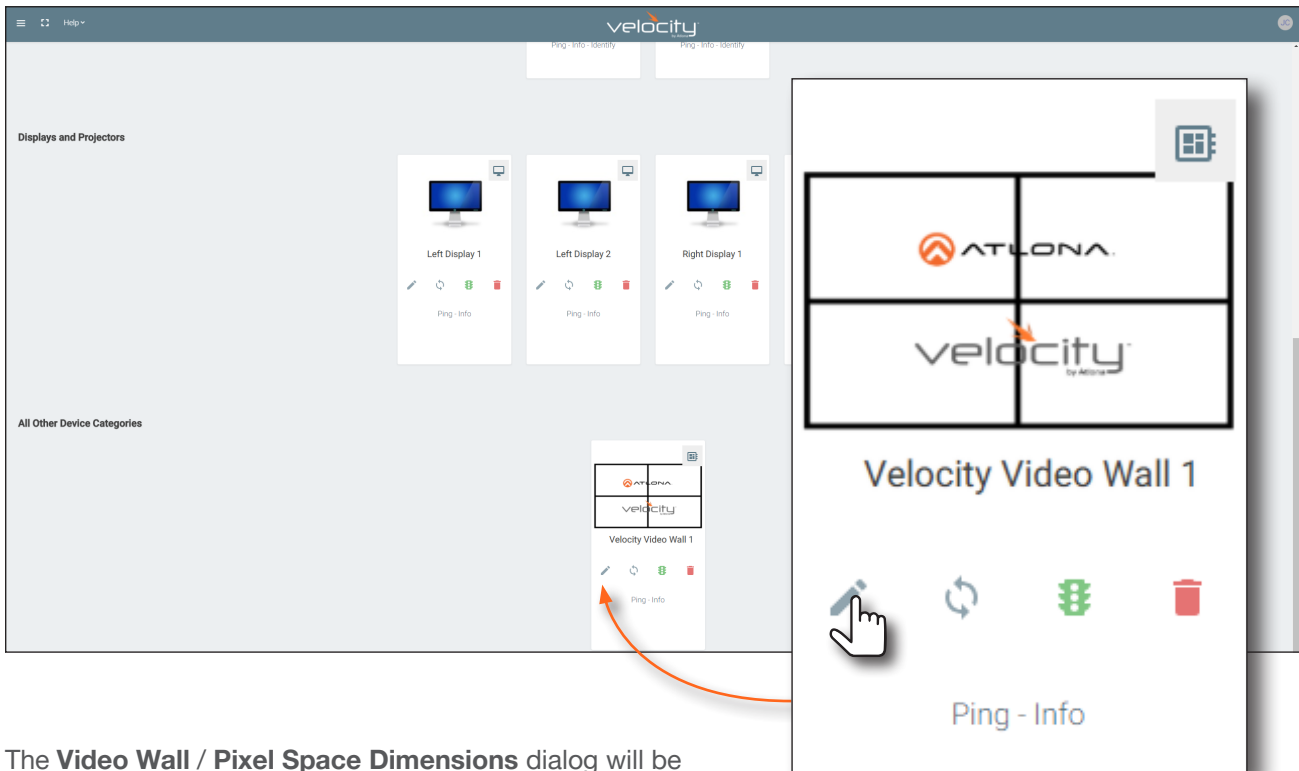 Help
velocity
by Atlona
JC
Ping - Info - Identify
Ping - Info - Identify
Displays and Projectors
Left Display 1
Left Display 2
Right Display 1
Ping - Info
Ping - Info
Ping - Info
All Other Device Categories
ATLONA
velocity
Velocity Video Wall 1
Ping - Info
ATLONA.
velocity
by Atlona
Velocity Video Wall 1
Ping - Info
The Video Wall / Pixel Space Dimensions dialog will be